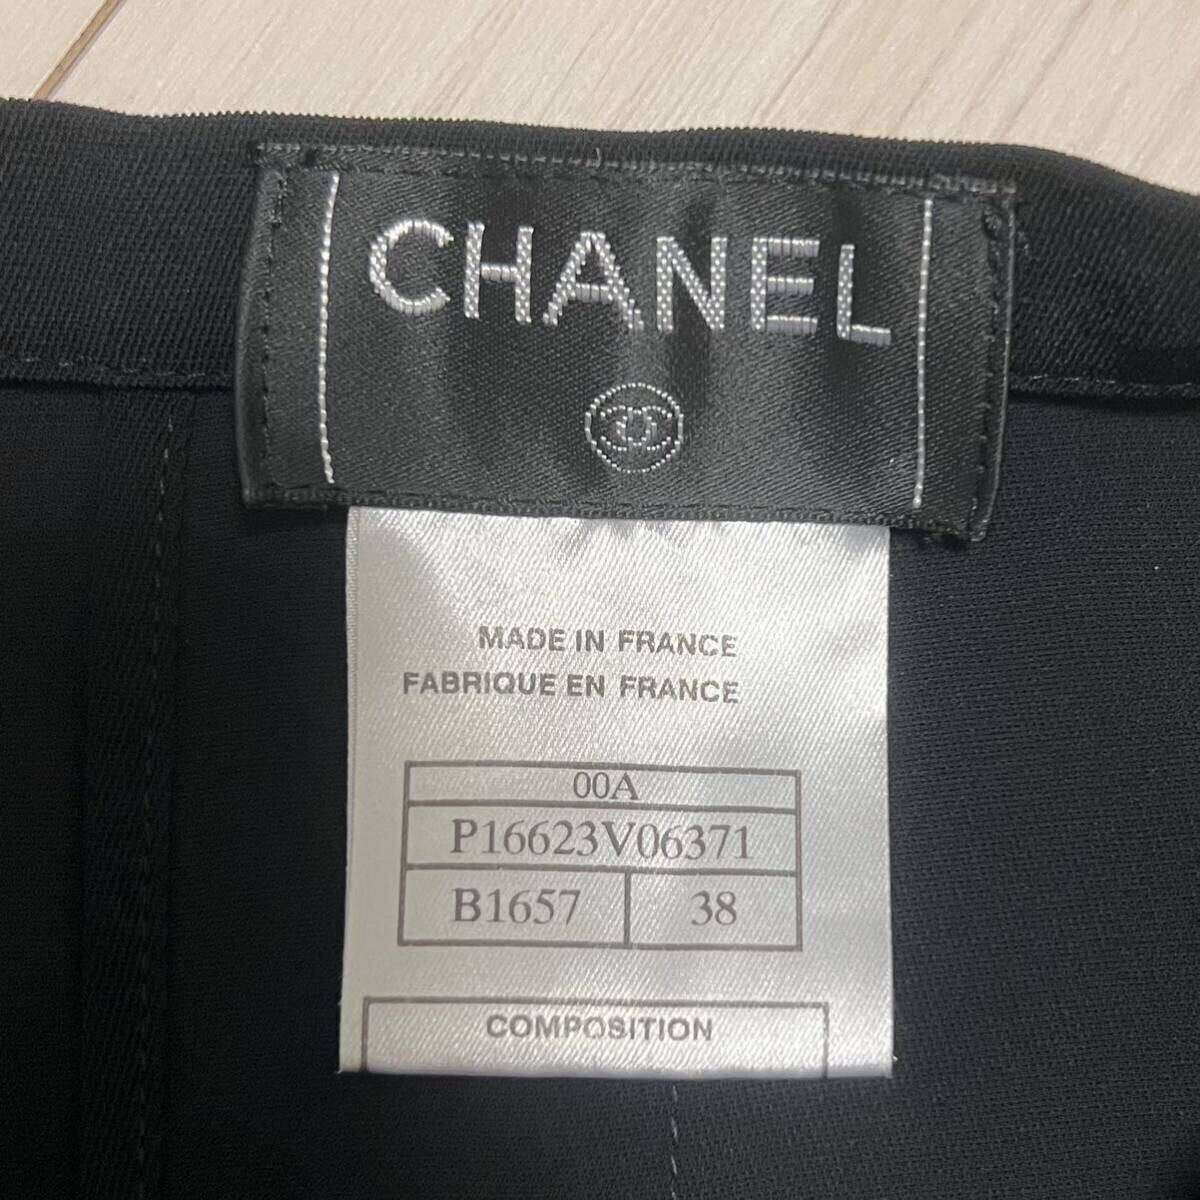 CHANEL
MADE IN FRANCE
FABRIQUE EN FRANCE
00A
P16623V06371
B1657 38
COMPOSITION